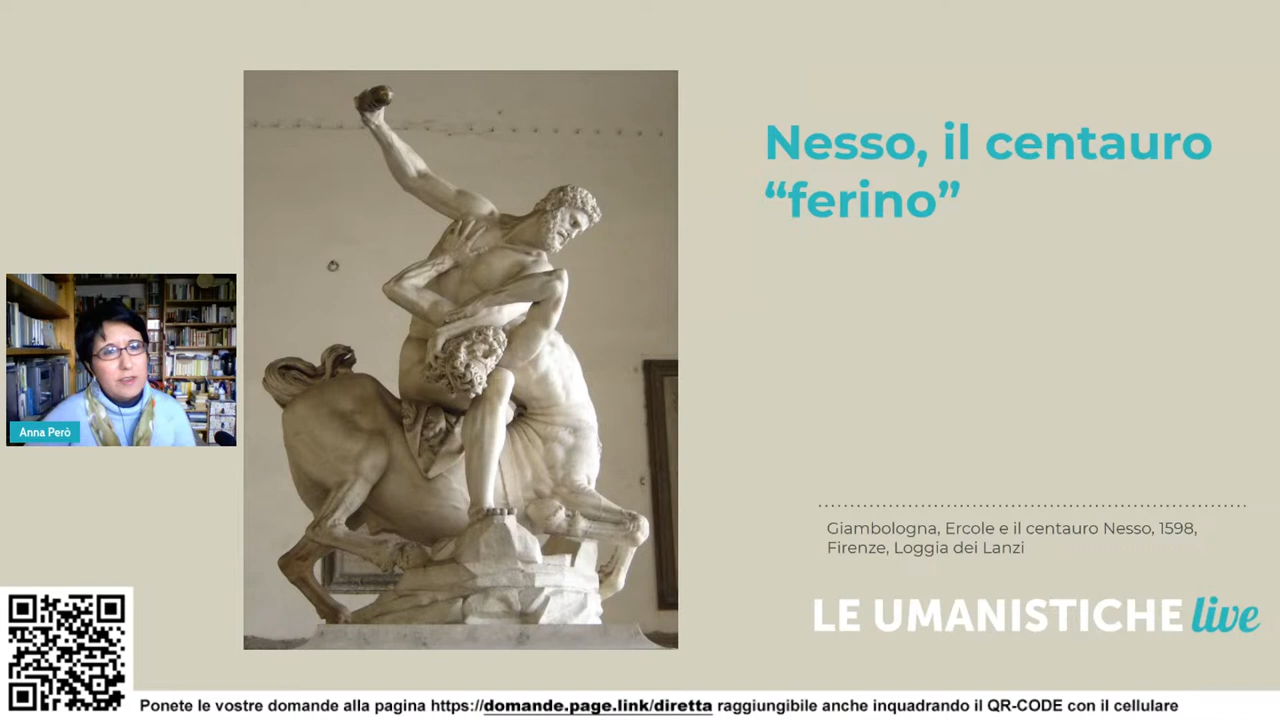 Nesso, il centauro
“ferino”
Anna Però
Giambologna, Ercole e il centauro Nesso, 1598,
Firenze, Loggia dei Lanzi
LE UMANISTICHE live
Ponete le vostre domande alla pagina https://domande.page.link/diretta raggiungibile anche inquadrando il QR-CODE con il cellulare